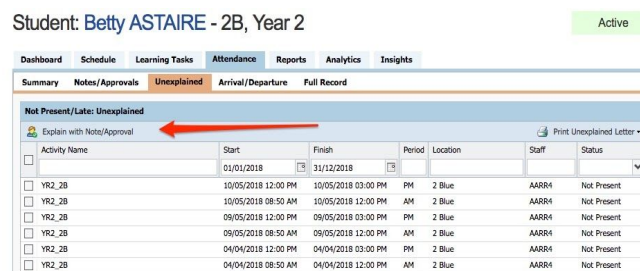 Student: Betty ASTAIRE - 2B, Year 2
Active
Dashboard Schedule Learning Tasks Attendance Reports Analytics Insights
Summary Notes/Approvals Unexplained Arrival/Departure Full Record
Not Present/Late: Unexplained
Explain with Note/Approval Print Unexplained Letter
Activity Name Start Finish Period Location Staff Status
01/01/2018 31/12/2018
YR2_2B 10/05/2018 12:00 PM 10/05/2018 03:00 PM PM 2 Blue AARR4 Not Present
YR2_2B 10/05/2018 08:50 AM 10/05/2018 12:00 PM AM 2 Blue AARR4 Not Present
YR2_2B 09/05/2018 12:00 PM 09/05/2018 03:00 PM PM 2 Blue AARR4 Not Present
YR2_2B 09/05/2018 08:50 AM 09/05/2018 12:00 PM AM 2 Blue AARR4 Not Present
YR2_2B 04/04/2018 12:00 PM 04/04/2018 03:00 PM PM 2 Blue AARR4 Not Present
YR2_2B 04/04/2018 08:50 AM 04/04/2018 12:00 PM AM 2 Blue AARR4 Not Present